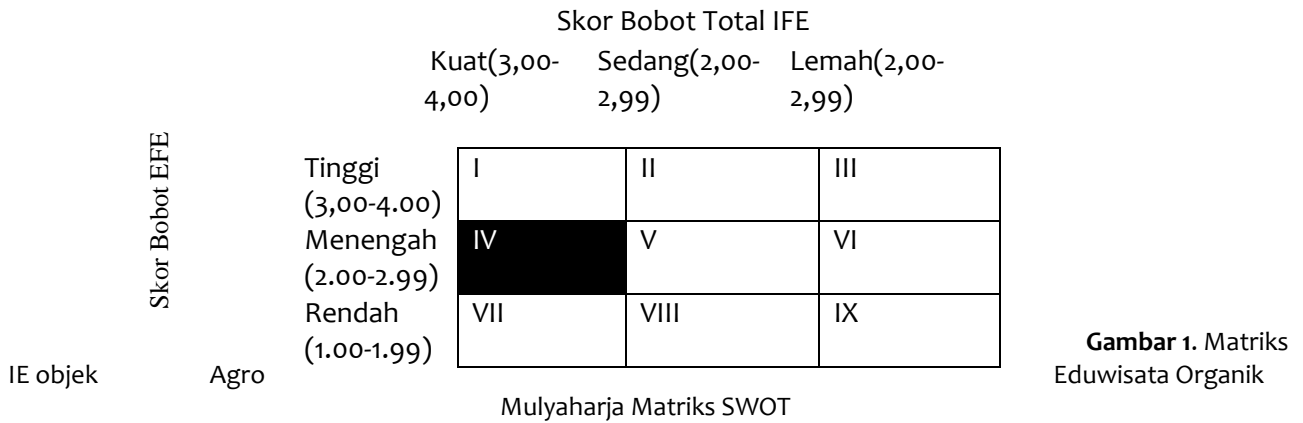 Skor Bobot Total IFE
Kuat(3,00- Sedang(2,00- Lemah(2,00-
4,00) 2,99) 2,99)
Skor Bobot EFE
Tinggi I II III
(3,00-4.00)
Menengah IV V VI
(2.00-2.99)
Rendah VII VIII IX
(1.00-1.99)
Gambar 1. Matriks
IE objek Agro Eduwisata Organik
Mulyaharja Matriks SWOT